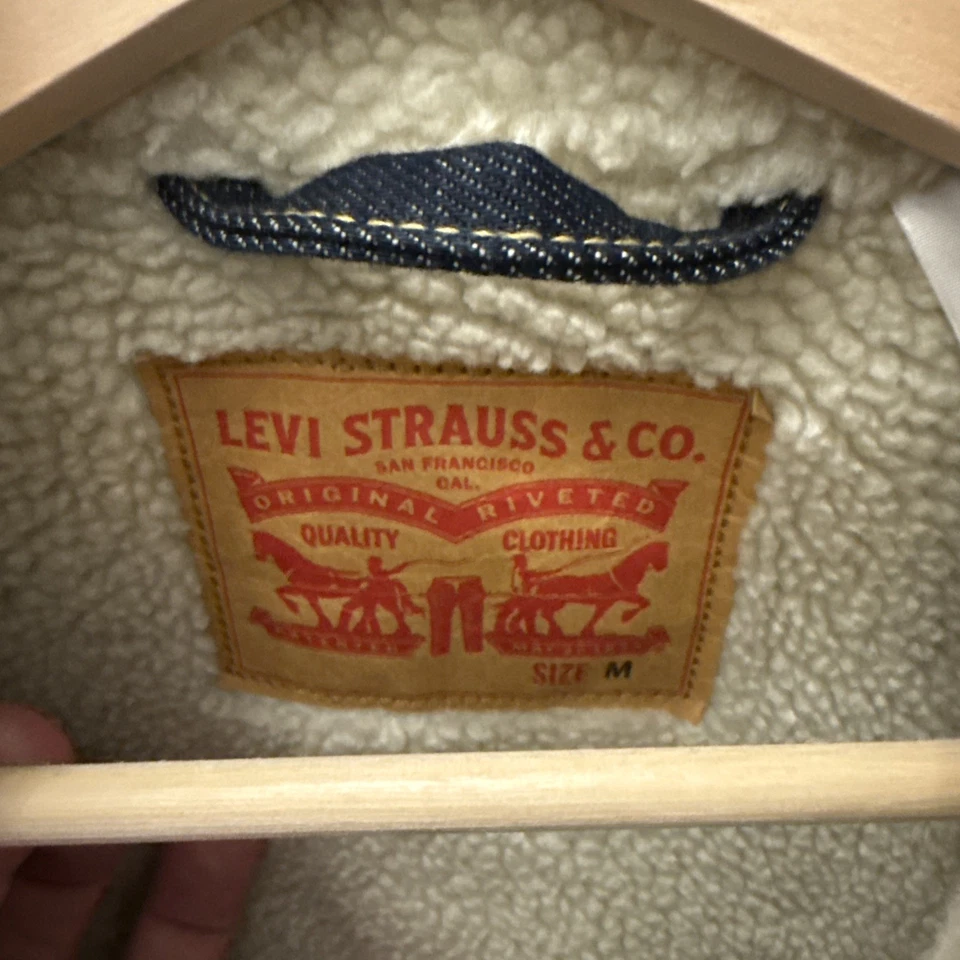 LEVI STRAUSS & CO.
SAN FRANCISCO
CAL.
ORIGINAL RIVETED
QUALITY CLOTHING
SIZE M